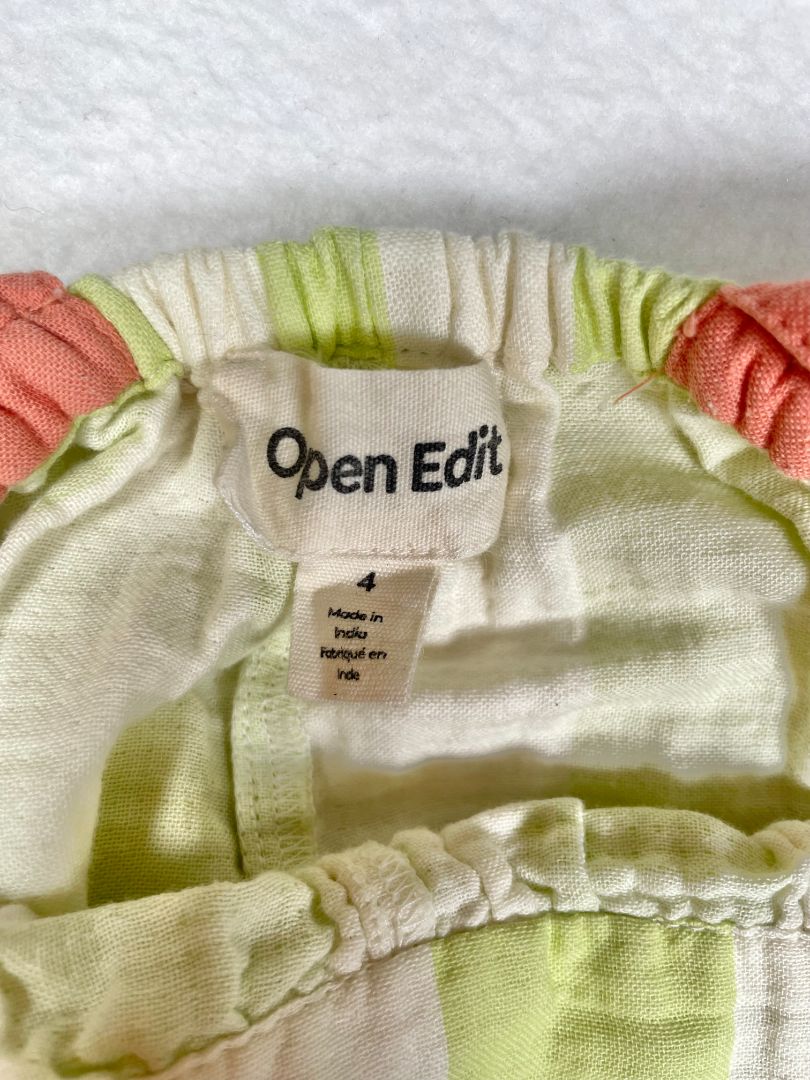 Open Edit
4
Made in
India
Fabriqué en
Inde